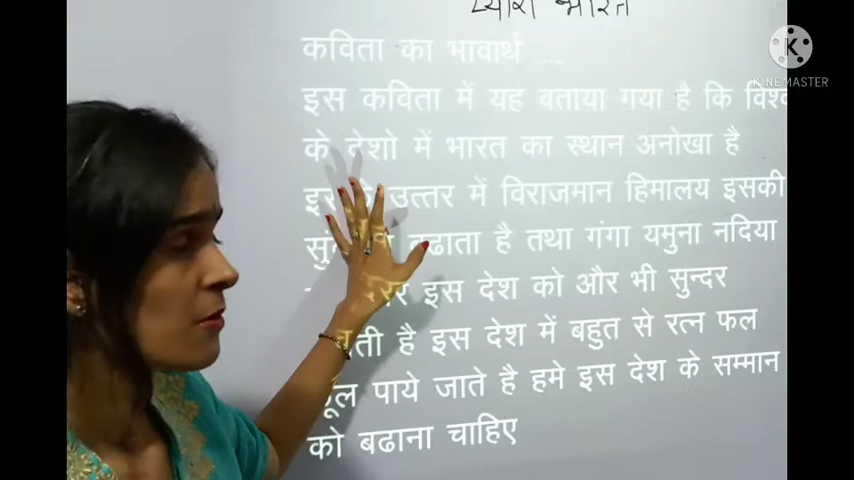 प्यारा भारत
K
KINEMASTER
कविता का भावार्थ ....
इस कविता में यह बताया गया है कि विश्व
के देशो में भारत का स्थान अनोखा है
उत्तर में विराजमान हिमालय इसकी
बढाता है तथा गंगा यमुना नदिया
इस देश को और भी सुन्दर
है इस देश में बहुत से रत्न फल
पाये जाते है हमे इस देश के सम्मान
को बढाना चाहिए